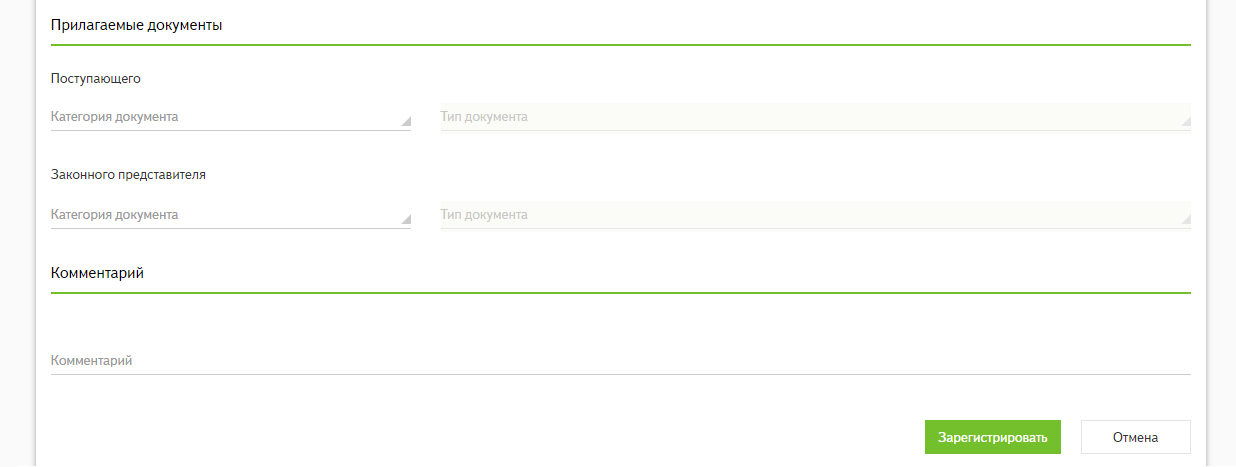 Прилагаемые документы
Поступающего
Категория документа
Тип документа
Законного представителя
Категория документа
Тип документа
Комментарий
Комментарий
Зарегистрировать
Отмена